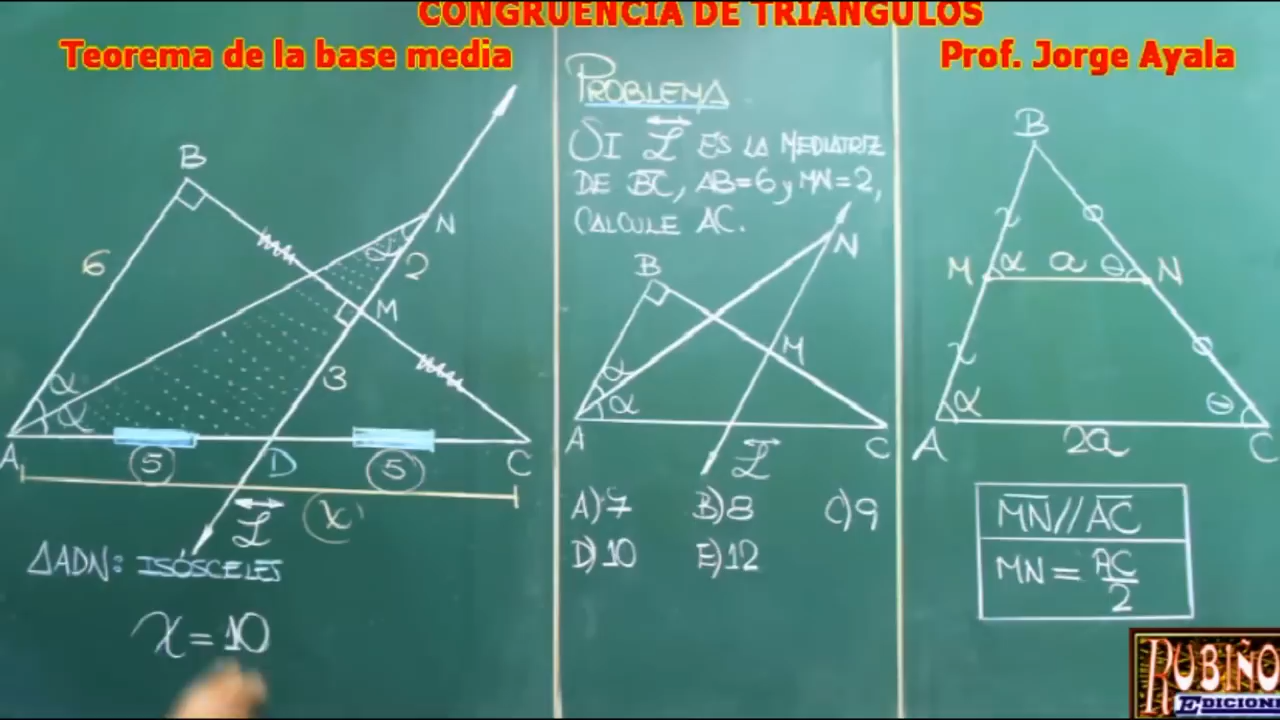 CONGRUENCIA DE TRIÁNGULOS
Teorema de la base media
Prof. Jorge Ayala
B
N
6
α
2
M
α
3
α
A
5
D
5
C
L
x
ΔADN: ISÓSCELES
x = 10
PROBLEMA
SI L ES LA MEDIATRIZ
DE BC, AB=6 y MN=2,
CALCULE AC.
N
B
M
α
α
A
L
C
A) 7 B) 8 C) 9
D) 10 E) 12
B
M α a θ N
α θ
A 2a C
MN // AC
MN = AC/2
RUBIÑO
EDICION